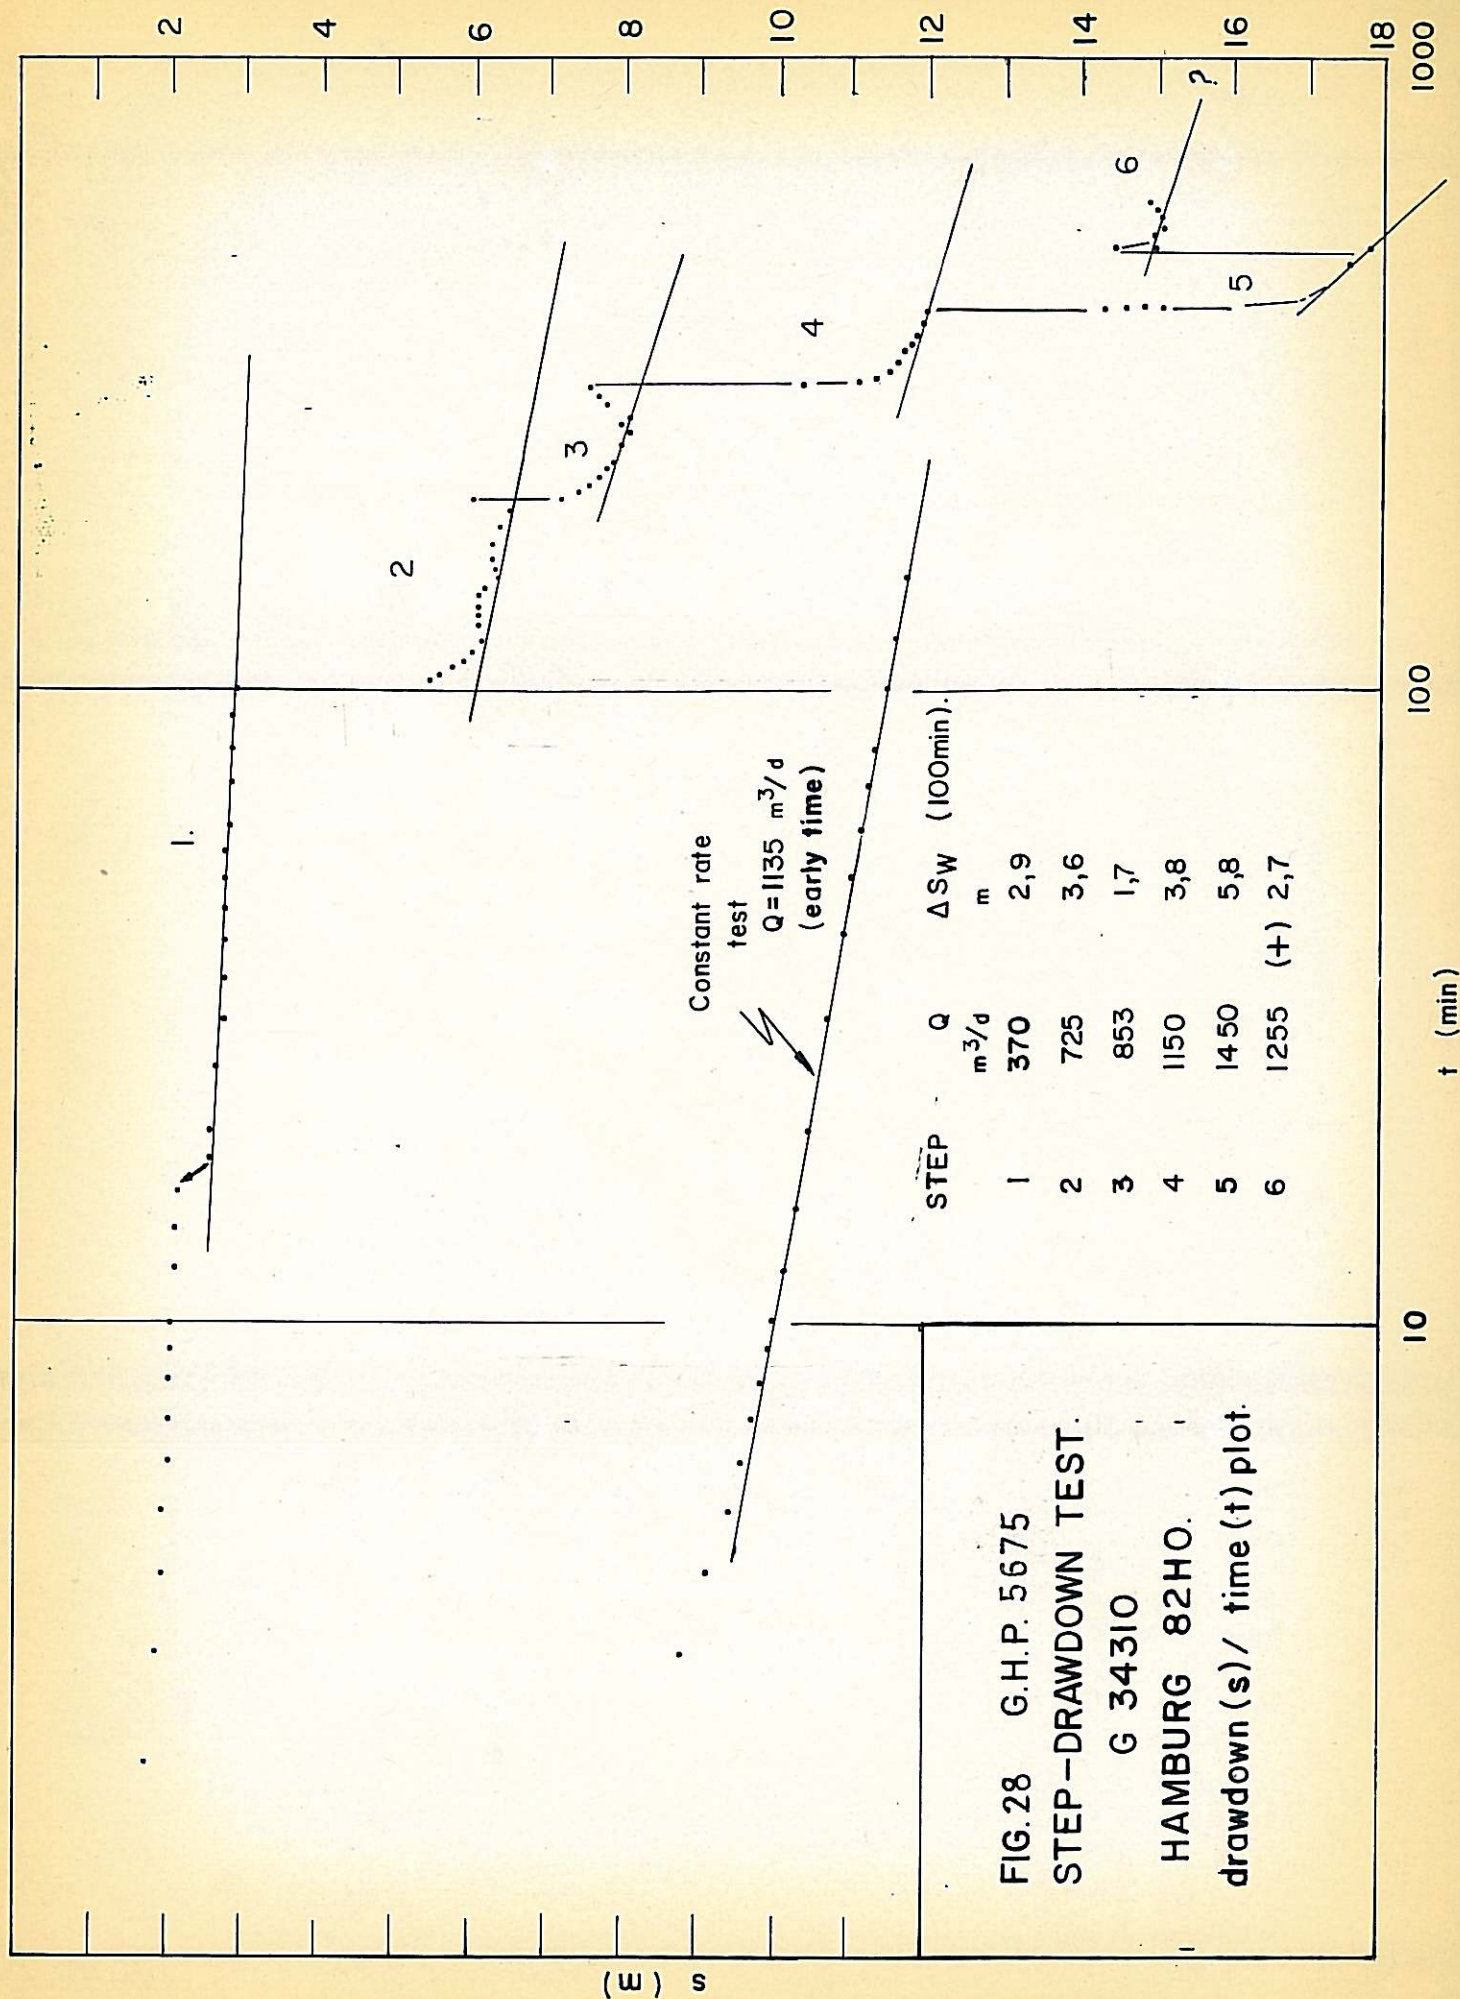 2
4
6
8
10
12
14
16
18
1000
100
10
t (min)
s (m)
1.
2
3
4
5
6
?
Constant rate
test
Q=1135 m³/d
(early time)
STEP Q ΔSw (100min).
m³/d m
1 370 2,9
2 725 3,6
3 853 1,7
4 1150 3,8
5 1450 5,8
6 1255 (+) 2,7
FIG.28 G.H.P. 5675
STEP-DRAWDOWN TEST.
G 34310
HAMBURG 82HO.
drawdown(s)/ time(t) plot.